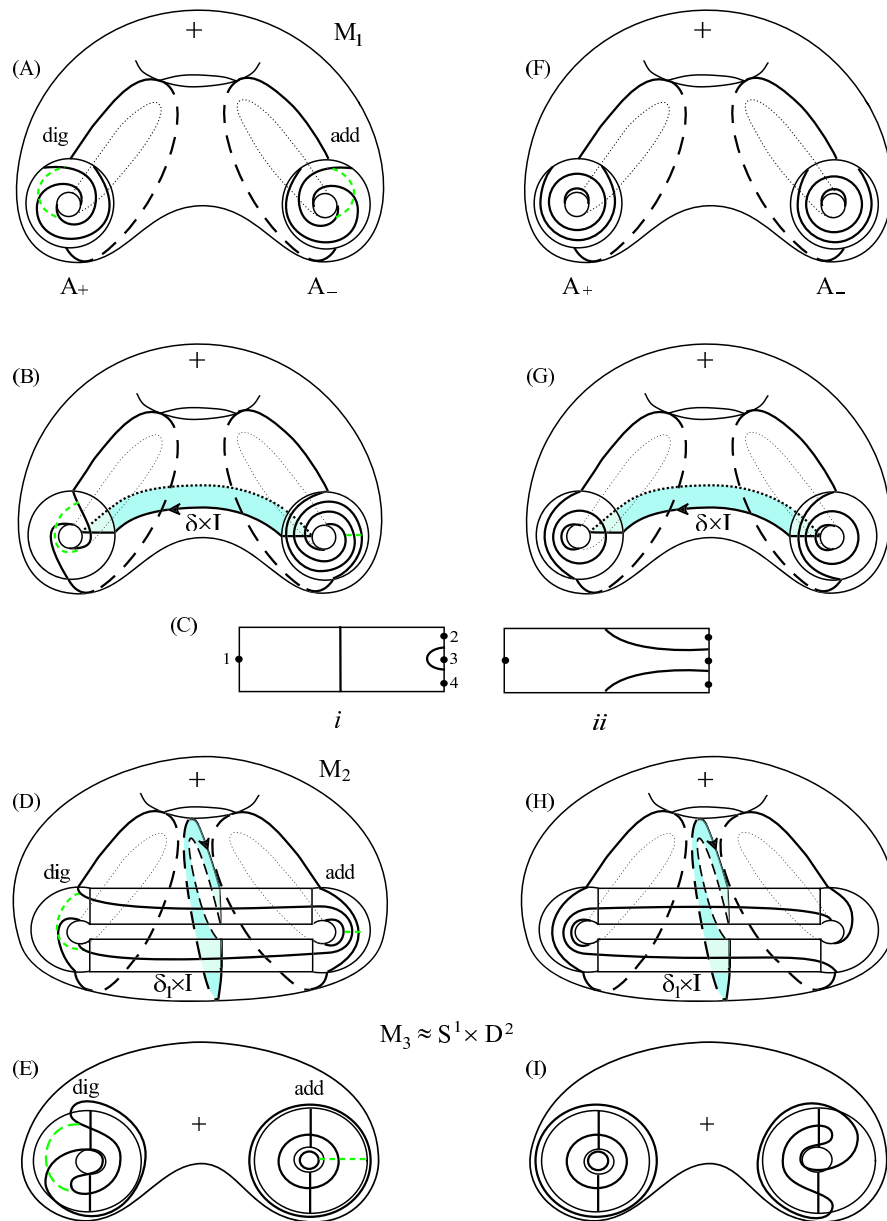 + M₁ +
(A) (F)
dig add
A₊ A₋ A₊ A₋
+ +
(B) (G)
δ×I δ×I
(C)
1 2 3 4
i ii
+ M₂ +
(D) (H)
dig add
δ₁×I δ₁×I
M₃ ≈ S¹ × D²
(E) (I)
dig add
+ +